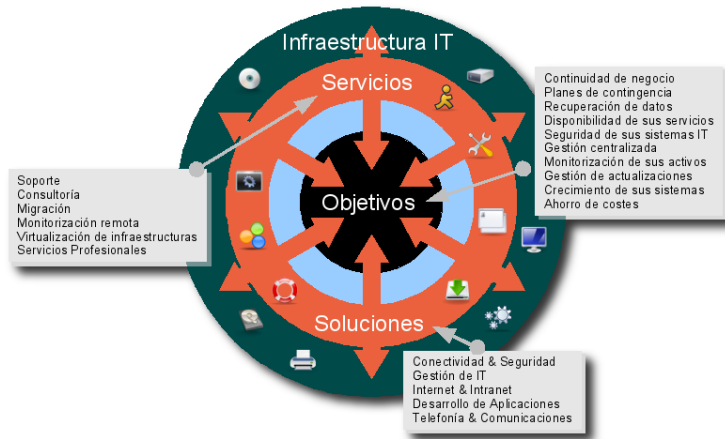 Infraestructura IT
Servicios
Objetivos
Soluciones
Continuidad de negocio
Planes de contingencia
Recuperación de datos
Disponibilidad de sus servicios
Seguridad de sus sistemas IT
Gestión centralizada
Monitorización de sus activos
Gestión de actualizaciones
Crecimiento de sus sistemas
Ahorro de costes
Soporte
Consultoría
Migración
Monitorización remota
Virtualización de infraestructuras
Servicios Profesionales
Conectividad & Seguridad
Gestión de IT
Internet & Intranet
Desarrollo de Aplicaciones
Telefonía & Comunicaciones